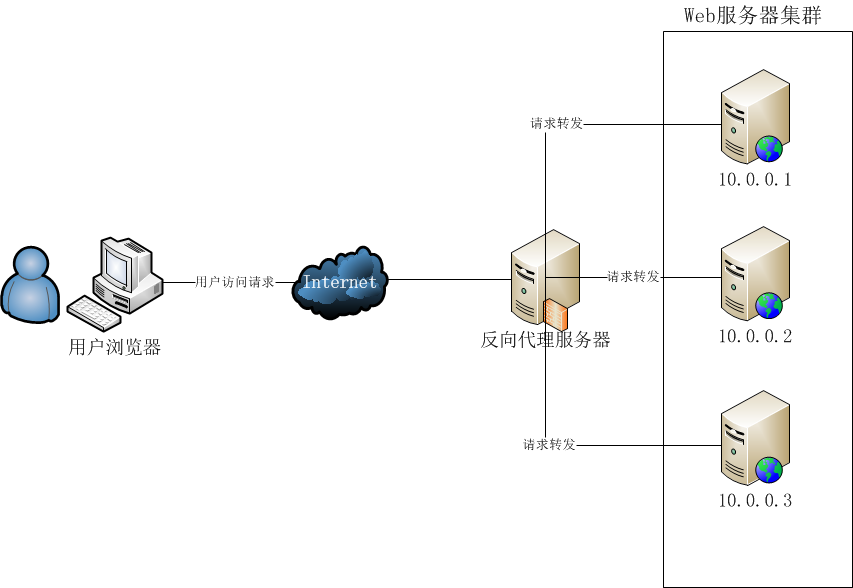 Web服务器集群
请求转发
10.0.0.1
用户访问请求
Internet
请求转发
用户浏览器
反向代理服务器
10.0.0.2
请求转发
10.0.0.3